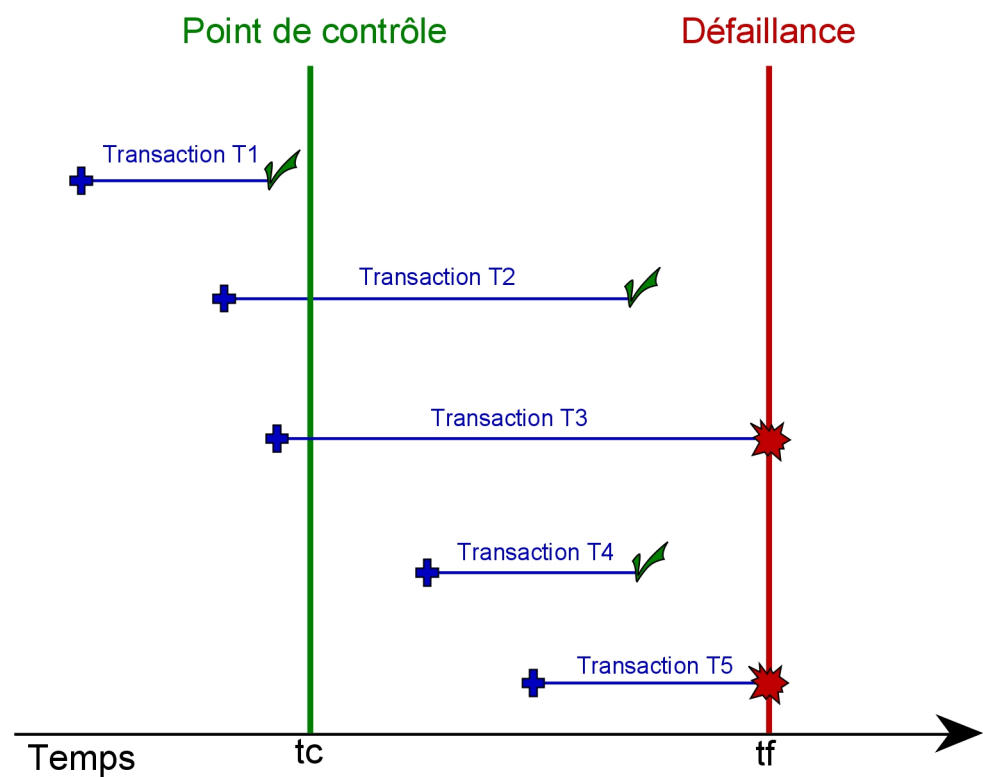 Point de contrôle
Défaillance
Transaction T1
Transaction T2
Transaction T3
Transaction T4
Transaction T5
Temps
tc
tf